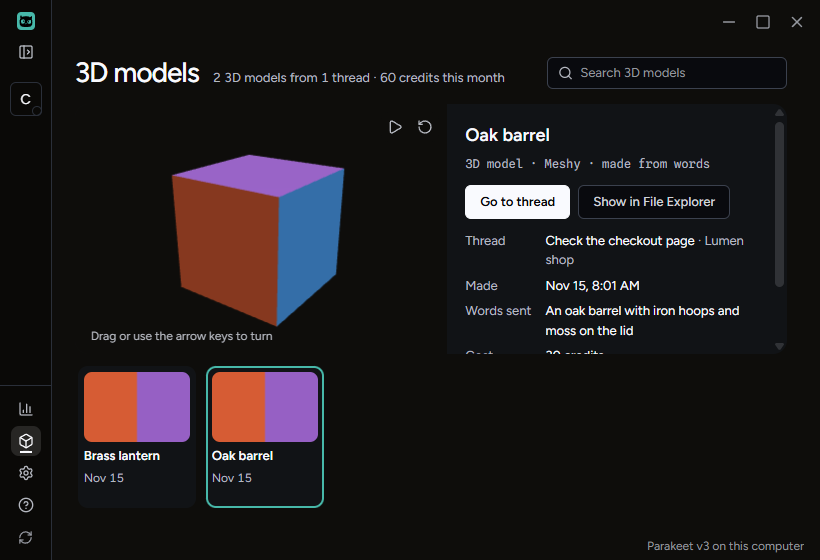 C
3D models
2 3D models from 1 thread · 60 credits this month
Search 3D models
Oak barrel
3D model · Meshy · made from words
Go to thread
Show in File Explorer
Thread
Check the checkout page · Lumen
shop
Made
Nov 15, 8:01 AM
Words sent
An oak barrel with iron hoops and
moss on the lid
Drag or use the arrow keys to turn
Brass lantern
Nov 15
Oak barrel
Nov 15
Parakeet v3 on this computer